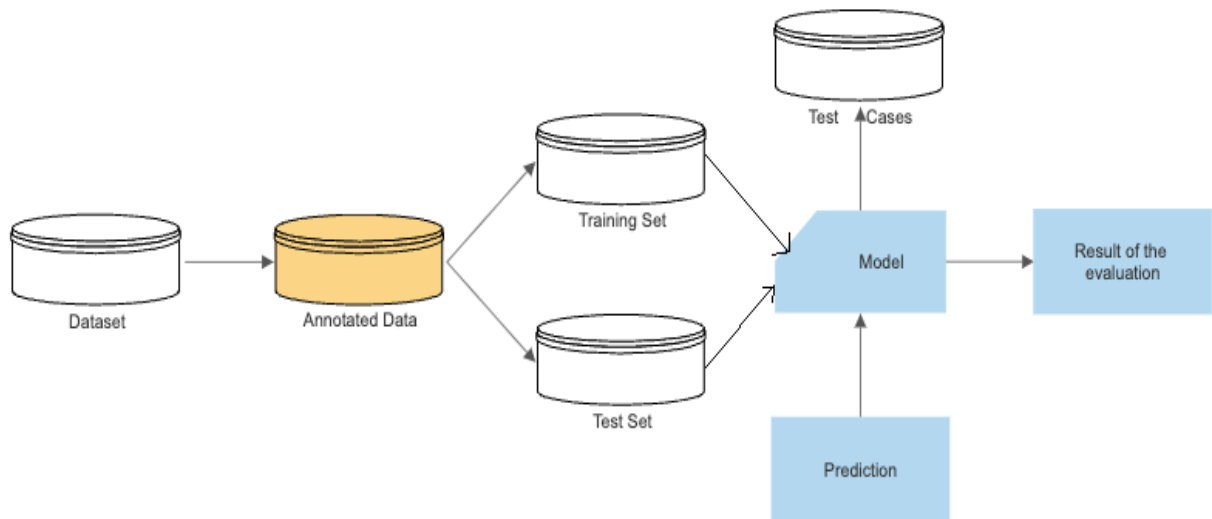 Test Cases
Training Set
Model
Result of the
evaluation
Dataset
Annotated Data
Test Set
Prediction